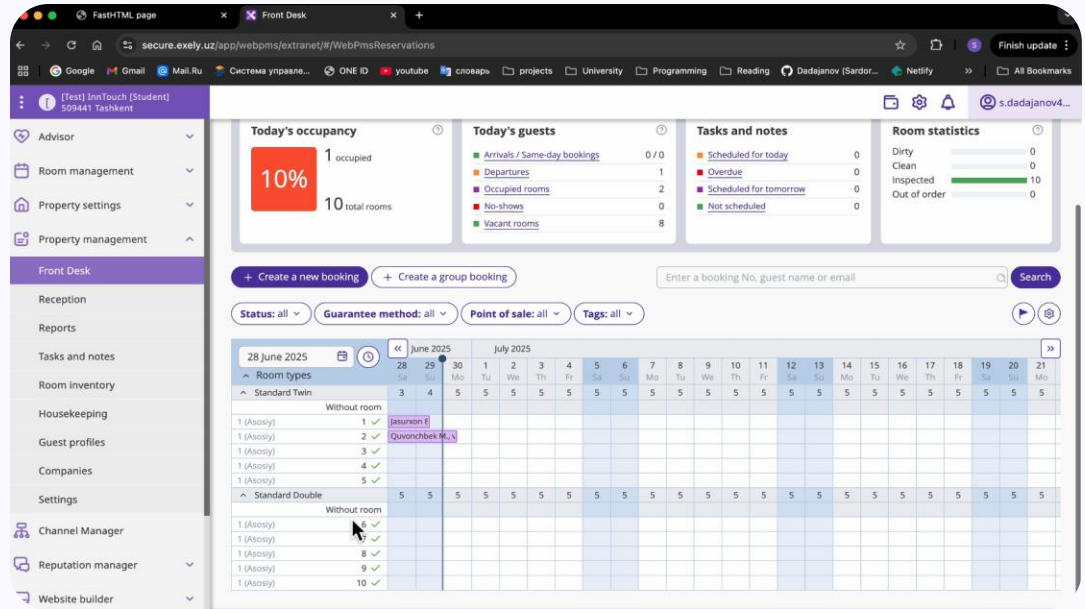 FastHTML page
Front Desk
secure.exely.uz/app/webpms/extranet/#/WebPmsReservations
Finish update
Google
Gmail
Mail.Ru
Система управле...
ONE ID
youtube
словарь
projects
University
Programming
Reading
Dadajanov (Sardor...
Netlify
All Bookmarks
[Test] InnTouch [Student]
509441 Tashkent
s.dadajanov4...
Advisor
Room management
Property settings
Property management
Front Desk
Reception
Reports
Tasks and notes
Room inventory
Housekeeping
Guest profiles
Companies
Settings
Channel Manager
Reputation manager
Website builder
Today's occupancy
10%
1 occupied
10 total rooms
Today's guests
Arrivals / Same-day bookings 0 / 0
Departures 1
Occupied rooms 2
No-shows 0
Vacant rooms 8
Tasks and notes
Scheduled for today 0
Overdue 0
Scheduled for tomorrow 0
Not scheduled 0
Room statistics
Dirty 0
Clean 0
Inspected 10
Out of order 0
+ Create a new booking
+ Create a group booking
Enter a booking No, guest name or email
Search
Status: all
Guarantee method: all
Point of sale: all
Tags: all
28 June 2025
« June 2025 July 2025 »
28 29 30 1 2 3 4 5 6 7 8 9 10 11 12 13 14 15 16 17 18 19 20 21
Room types Sa Su Mo Tu We Th Fr Sa Su Mo Tu We Th Fr Sa Su Mo Tu We Th Fr Sa Su Mo
Standard Twin 3 4 5 5 5 5 5 5 5 5 5 5 5 5 5 5 5 5 5 5 5 5 5 5
Without room
1 (Asosiy) 1 Jasurxon E
1 (Asosiy) 2 Quvonchbek M., v
1 (Asosiy) 3
1 (Asosiy) 4
1 (Asosiy) 5
Standard Double 5 5 5 5 5 5 5 5 5 5 5 5 5 5 5 5 5 5 5 5 5 5 5 5
Without room
1 (Asosiy) 6
1 (Asosiy) 7
1 (Asosiy) 8
1 (Asosiy) 9
1 (Asosiy) 10